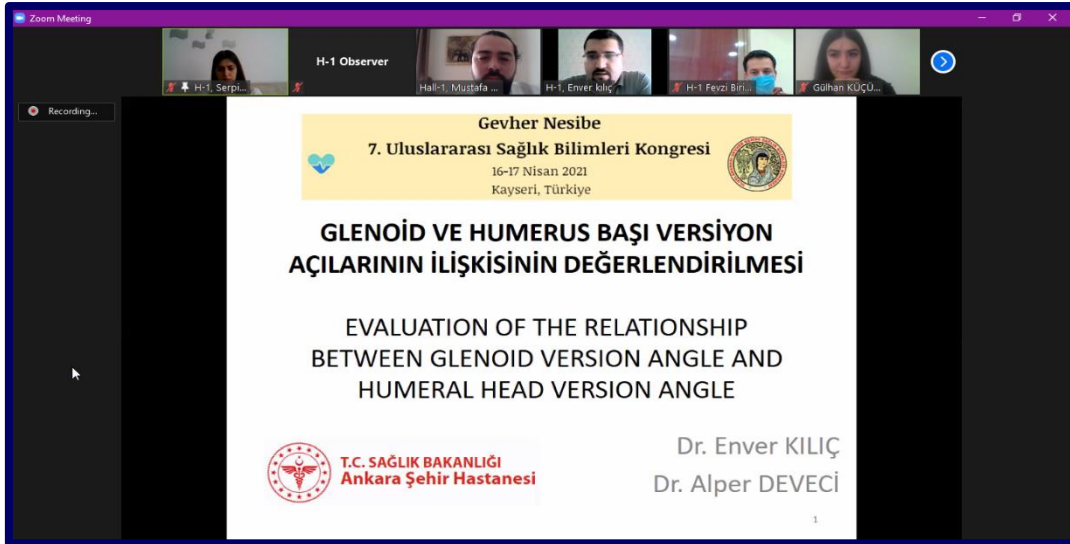 Zoom Meeting
H-1, Serpi...
H-1 Observer
Hall-1, Mustafa ...
H-1, Enver kılıç
H-1 Fevzi Biri...
Gülhan KÜÇÜ...
Recording...
Gevher Nesibe
7. Uluslararası Sağlık Bilimleri Kongresi
16-17 Nisan 2021
Kayseri, Türkiye
GLENOİD VE HUMERUS BAŞI VERSİYON
AÇILARININ İLİŞKİSİNİN DEĞERLENDİRİLMESİ
EVALUATION OF THE RELATIONSHIP
BETWEEN GLENOID VERSION ANGLE AND
HUMERAL HEAD VERSION ANGLE
T.C. SAĞLIK BAKANLIĞI
Ankara Şehir Hastanesi
Dr. Enver KILIÇ
Dr. Alper DEVECİ
1